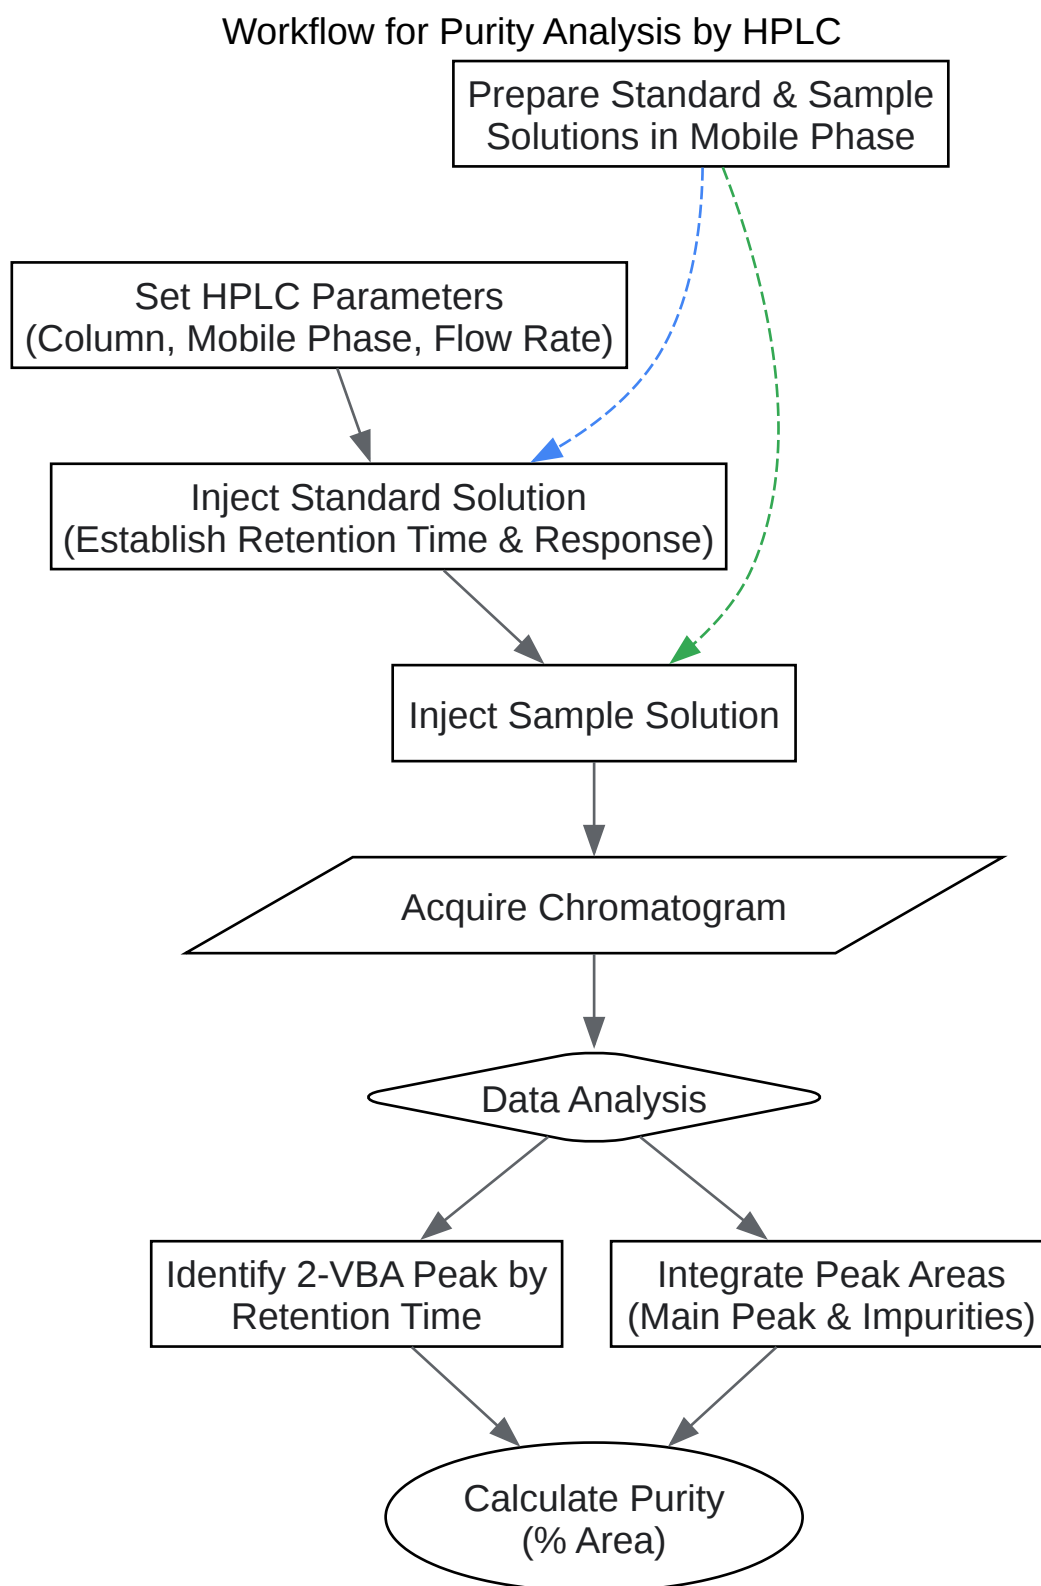 Workflow for Purity Analysis by HPLC
Prepare Standard & Sample
Solutions in Mobile Phase
Set HPLC Parameters
(Column, Mobile Phase, Flow Rate)
Inject Standard Solution
(Establish Retention Time & Response)
Inject Sample Solution
Acquire Chromatogram
Data Analysis
Identify 2-VBA Peak by
Retention Time
Integrate Peak Areas
(Main Peak & Impurities)
Calculate Purity
(% Area)